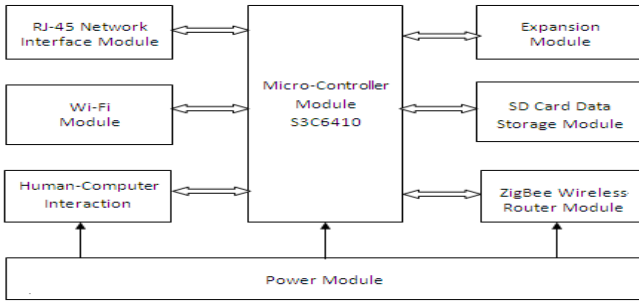 RJ-45 Network
Interface Module
Wi-Fi
Module
Human-Computer
Interaction
Micro-Controller
Module
S3C6410
Expansion
Module
SD Card Data
Storage Module
ZigBee Wireless
Router Module
Power Module